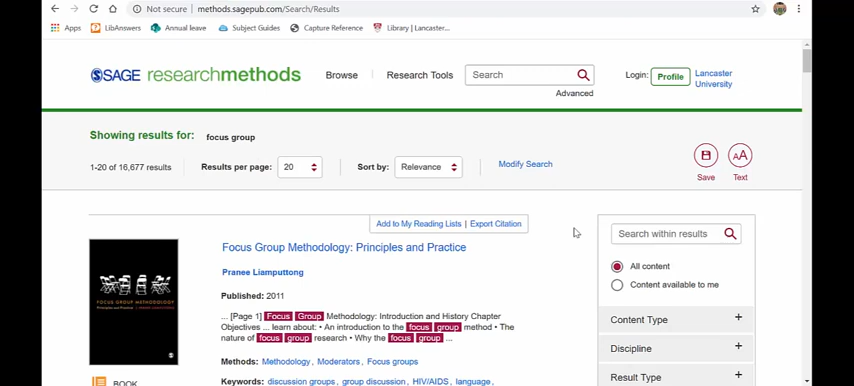 Not secure | methods.sagepub.com/Search/Results
Apps LibAnswers Annual leave Subject Guides Capture Reference Library | Lancaster...
SAGE researchmethods Browse Research Tools Search Login: Profile Lancaster University
Advanced
Showing results for: focus group
1-20 of 16,677 results Results per page: 20 Sort by: Relevance Modify Search
Save AA Text
Add to My Reading Lists | Export Citation
Search within results
Focus Group Methodology: Principles and Practice
Pranee Liamputtong
All content
Content available to me
Published: 2011
FOCUS GROUP METHODOLOGY
... [Page 1] Focus Group Methodology: Introduction and History Chapter
Objectives ... learn about: • An introduction to the focus group method • The
nature of focus group research • Why the focus group ...
Content Type +
Discipline +
Result Type +
Methods: Methodology, Moderators, Focus groups
BOOK
Keywords: discussion groups, group discussion, HIV/AIDS, language,